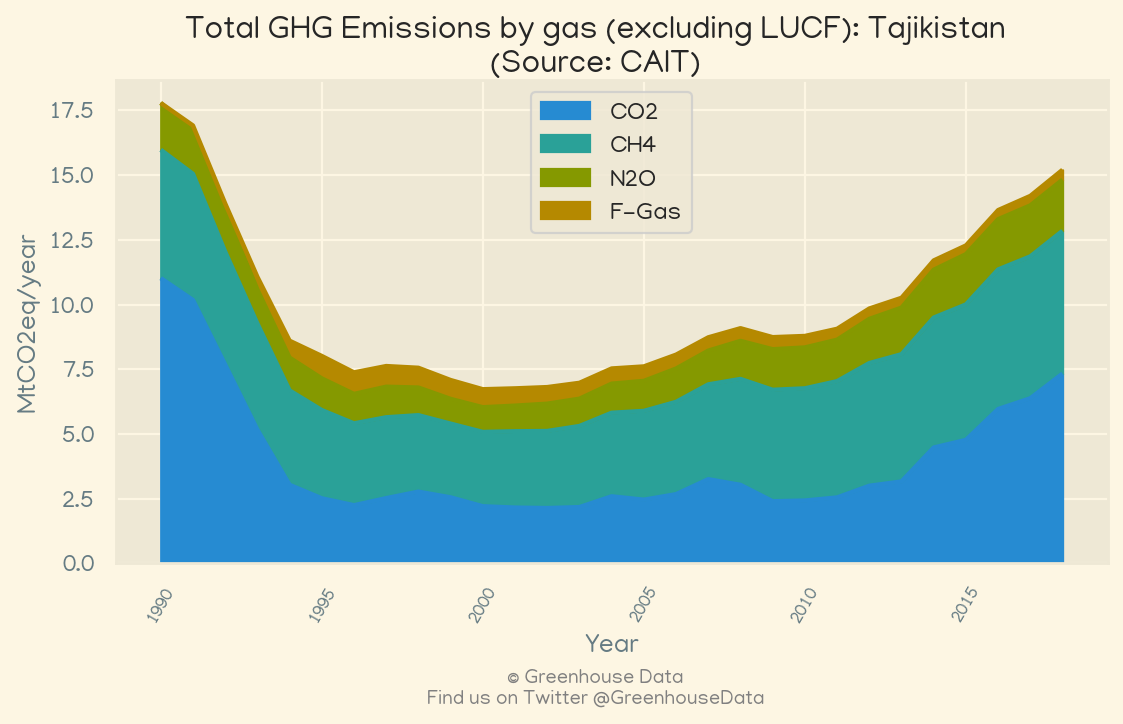 Total GHG Emissions by gas (excluding LUCF): Tajikistan
(Source: CAIT)
CO2
CH4
N2O
F-Gas
MtCO2eq/year
17.5
15.0
12.5
10.0
7.5
5.0
2.5
0.0
1990
1995
2000
2005
2010
2015
Year
© Greenhouse Data
Find us on Twitter @GreenhouseData